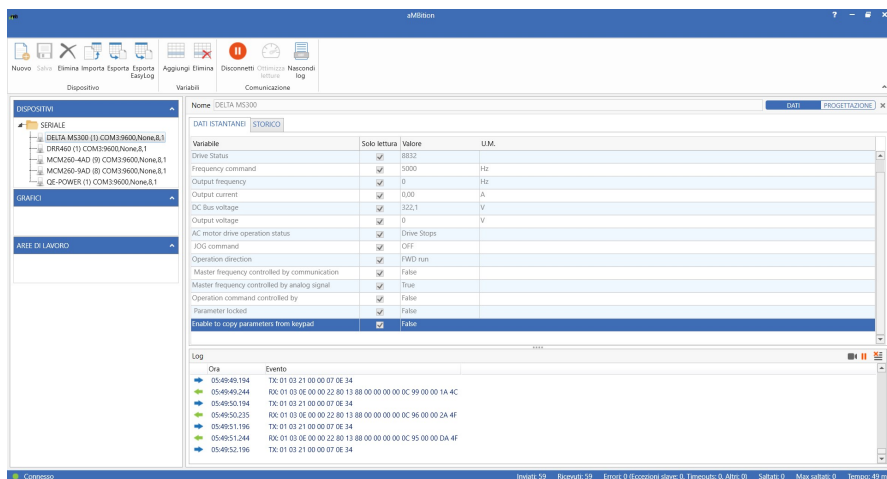 aMBition
? 
Nuovo Salva Elimina Importa Esporta Esporta EasyLog Aggiungi Elimina Disconnetti Ottimizza letture Nascondi log
Dispositivo Variabili Comunicazione
DISPOSITIVI
SERIALE
DELTA MS300 (1) COM3:9600,None,8,1
DRR460 (1) COM3:9600,None,8,1
MCM260-4AD (9) COM3:9600,None,8,1
MCM260-9AD (8) COM3:9600,None,8,1
QE-POWER (1) COM3:9600,None,8,1
GRAFICI
AREE DI LAVORO
Nome DELTA MS300 DATI PROGETTAZIONE
DATI ISTANTANEI STORICO
Variabile Solo lettura Valore U.M.
Drive Status 8832
Frequency command 5000 Hz
Output frequency 0 Hz
Output current 0,00 A
DC Bus voltage 322,1 V
Output voltage 0 V
AC motor drive operation status Drive Stops
JOG command OFF
Operation direction FWD run
Master frequency controlled by communication False
Master frequency controlled by analog signal True
Operation command controlled by False
Parameter locked False
Enable to copy parameters from keypad False
Log
Ora Evento
05:49:49.194 TX: 01 03 21 00 00 07 0E 34
05:49:49.244 RX: 01 03 0E 00 00 22 80 13 88 00 00 00 00 0C 99 00 00 1A 4C
05:49:50.194 TX: 01 03 21 00 00 07 0E 34
05:49:50.235 RX: 01 03 0E 00 00 22 80 13 88 00 00 00 00 0C 96 00 00 2A 4F
05:49:51.196 TX: 01 03 21 00 00 07 0E 34
05:49:51.244 RX: 01 03 0E 00 00 22 80 13 88 00 00 00 00 0C 95 00 00 DA 4F
05:49:52.196 TX: 01 03 21 00 00 07 0E 34
Connesso Inviati: 59 Ricevuti: 59 Errori: 0 (Eccezioni slave: 0, Timeouts: 0, Altri: 0) Saltati: 0 Max saltati: 0 Tempo: 49 m